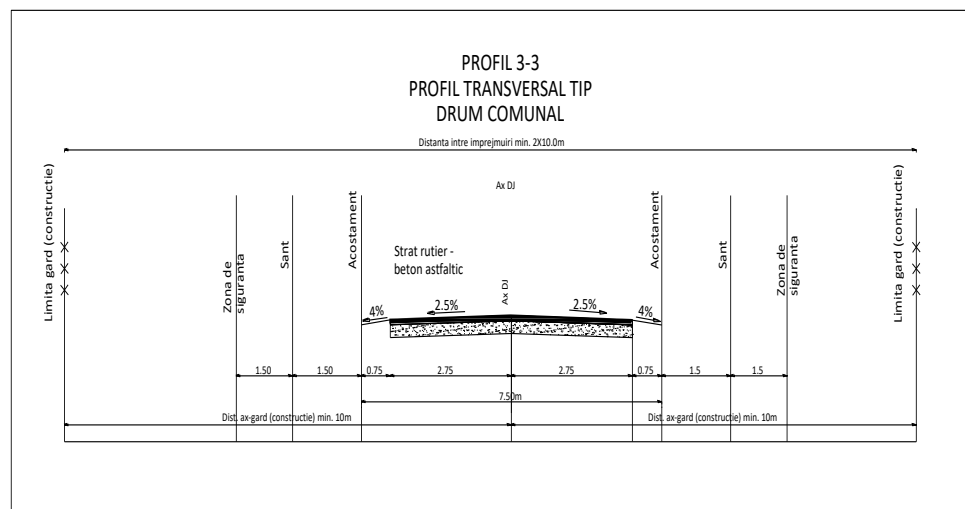 PROFIL 3-3
PROFIL TRANSVERSAL TIP
DRUM COMUNAL
Distanta intre imprejmuiri min. 2X10.0m
Limita gard (constructie)
Zona de
siguranta
Sant
Acostament
Ax DJ
Strat rutier -
beton astfaltic
Ax DJ
Acostament
Sant
Zona de
siguranta
Limita gard (constructie)
4%
2.5%
2.5%
4%
1.50
1.50
0.75
2.75
2.75
0.75
1.5
1.5
7.50m
Dist. ax-gard (constructie) min. 10m
Dist. ax-gard (constructie) min. 10m